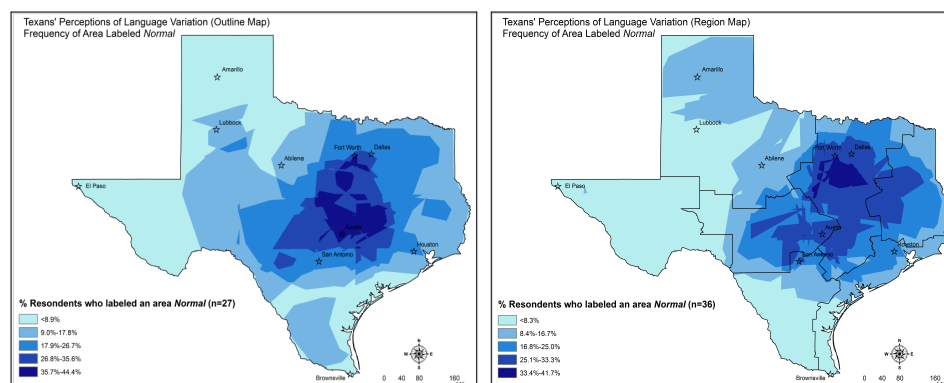 Texans' Perceptions of Language Variation (Outline Map)
Frequency of Area Labeled Normal
Amarillo
Lubbock
Abilene
Fort Worth
Dallas
El Paso
Austin
Houston
San Antonio
Brownsville
% Resondents who labeled an area Normal (n=27)
<8.9%
9.0%-17.8%
17.9%-26.7%
26.8%-35.6%
35.7%-44.4%
N
W E
S
0 40 80 160
Texans' Perceptions of Language Variation (Region Map)
Frequency of Area Labeled Normal
Amarillo
Lubbock
Abilene
Fort Worth
Dallas
El Paso
Austin
Houston
San Antonio
Brownsville
% Resondents who labeled an area Normal (n=36)
<8.3%
8.4%-16.7%
16.8%-25.0%
25.1%-33.3%
33.4%-41.7%
N
W E
S
0 40 80 160